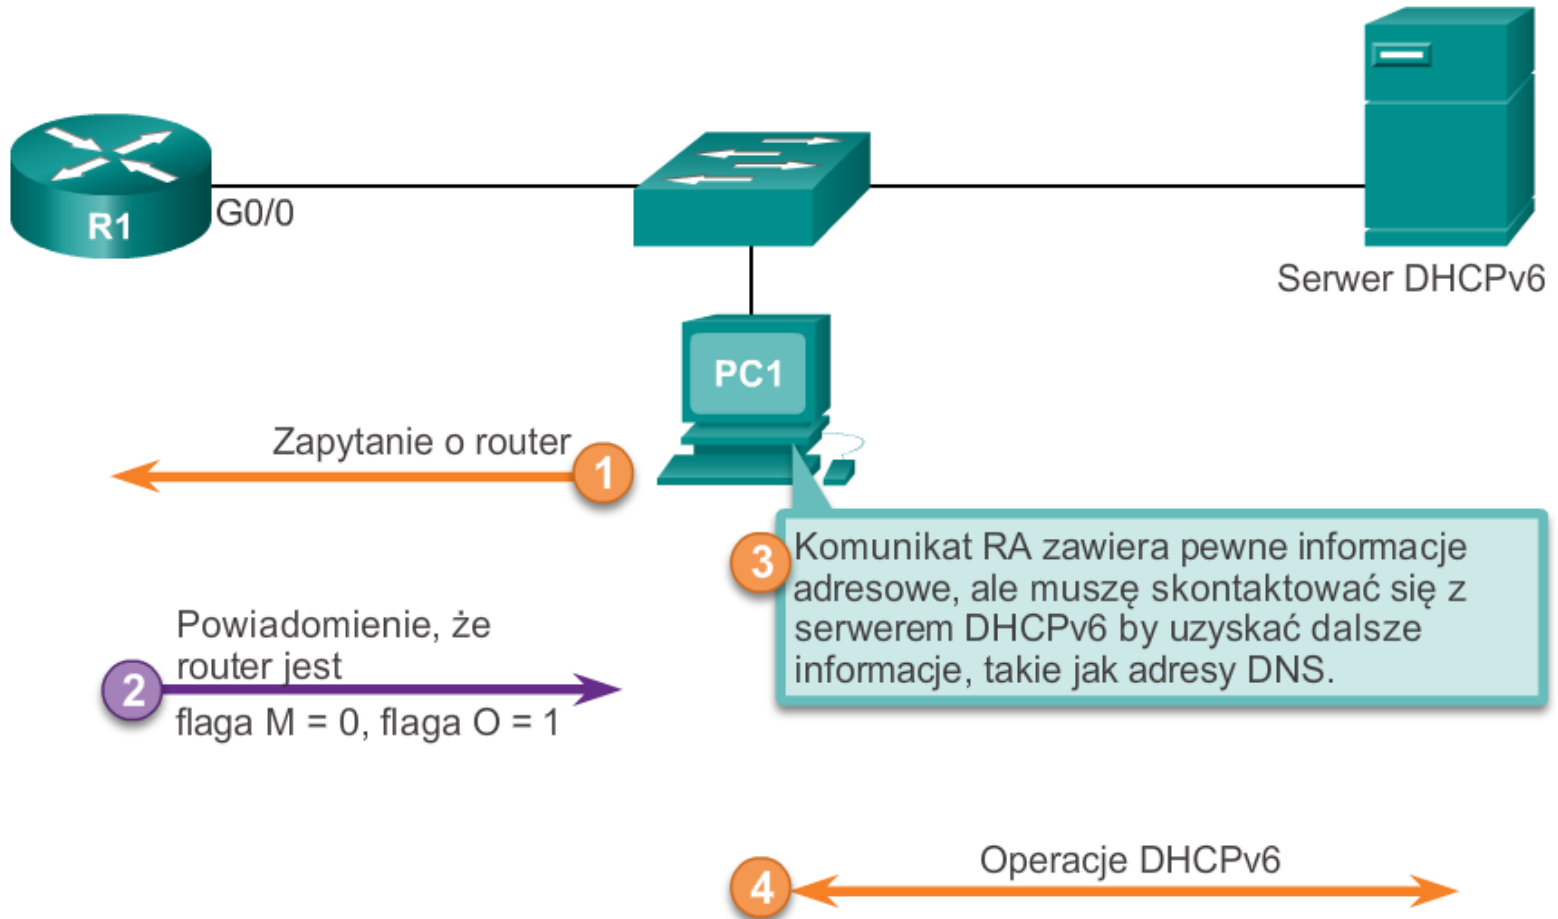 R1
G0/0
Serwer DHCPv6
PC1
Zapytanie o router
1
3
Komunikat RA zawiera pewne informacje
adresowe, ale muszę skontaktować się z
serwerem DHCPv6 by uzyskać dalsze
informacje, takie jak adresy DNS.
Powiadomienie, że
router jest
2
flaga M = 0, flaga O = 1
Operacje DHCPv6
4